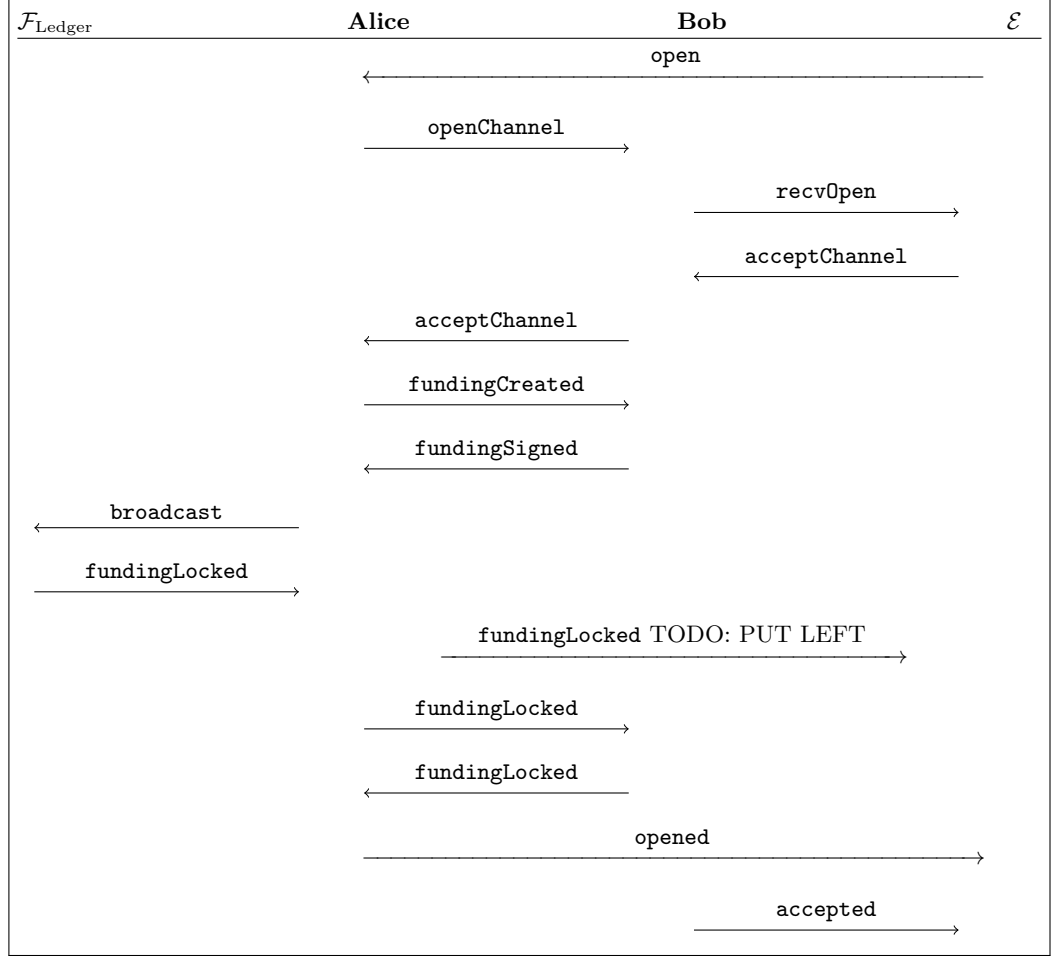 F_Ledger Alice Bob E
open
openChannel
recvOpen
acceptChannel
acceptChannel
fundingCreated
fundingSigned
broadcast
fundingLocked
fundingLocked TODO: PUT LEFT
fundingLocked
fundingLocked
opened
accepted